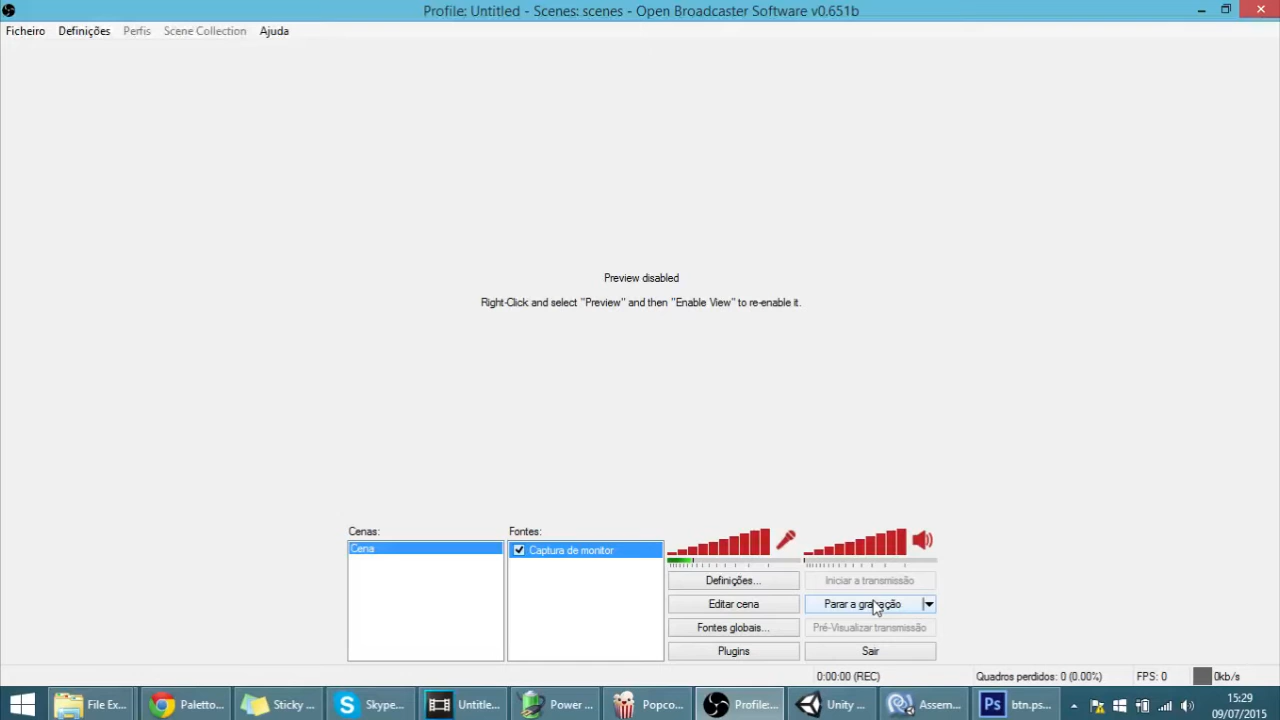 Profile: Untitled - Scenes: scenes - Open Broadcaster Software v0.651b
Ficheiro Definições Perfis Scene Collection Ajuda
Preview disabled
Right-Click and select "Preview" and then "Enable View" to re-enable it.
Cenas: Fontes:
Cena Captura de monitor
Definições... Iniciar a transmissão
Editar cena Parar a gravação
Fontes globais... Pré-Visualizar transmissão
Plugins Sair
0:00:00 (REC) Quadros perdidos: 0 (0.00%) FPS: 0 0kb/s
File Ex... Paletto... Sticky ... Skype... Untitle... Power ... Popco... Profile:... Unity ... Assem... Ps btn.ps... 15:29
09/07/2015